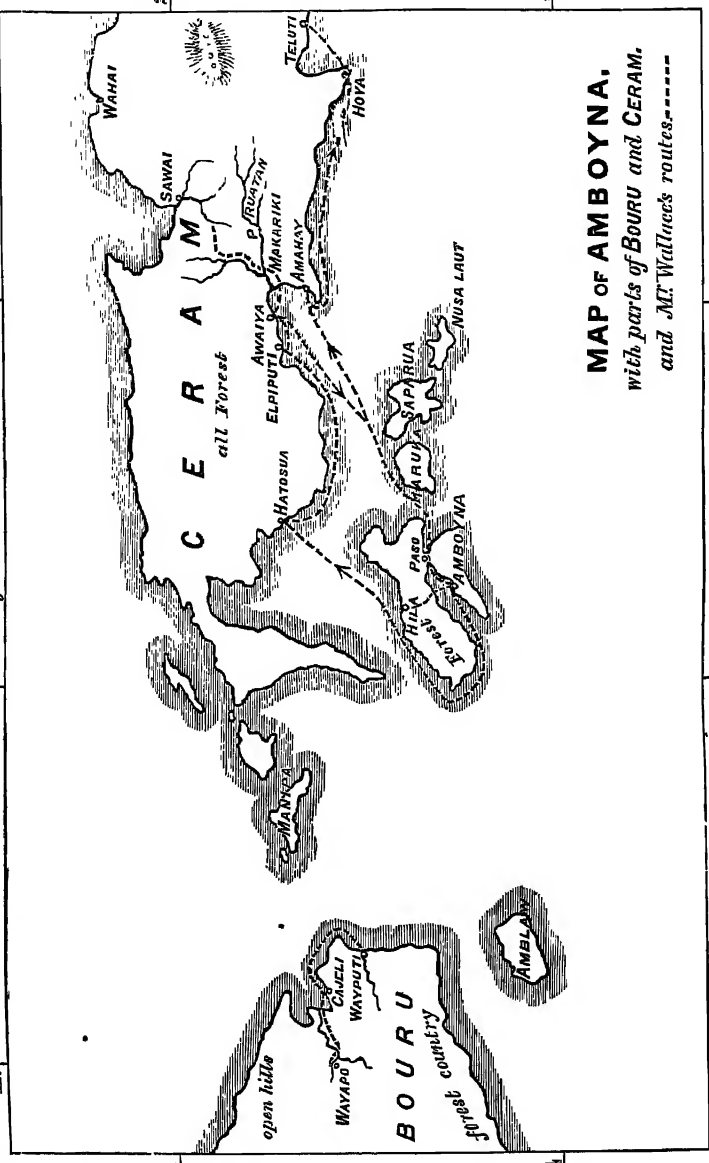 MAP OF AMBOYNA.
with parts of BOURU and CERAM.
and Mr. Wallace's routes.------
WAHAI
SAWAI
TELUTI
HOYA
P. RUATAN
MAKARIKI
AMAHAY
AWAIYA
ELPIPUTI
CERAM
all Forest
HATOSUA
NUSA LAUT
SAPARUA
HARUKA
PASO
AMBOYNA
HILA
Forest
MANIPA
AMBLAW
CAJELI
WAYPUTI
WAYAPO
open hills
BOURU
forest country